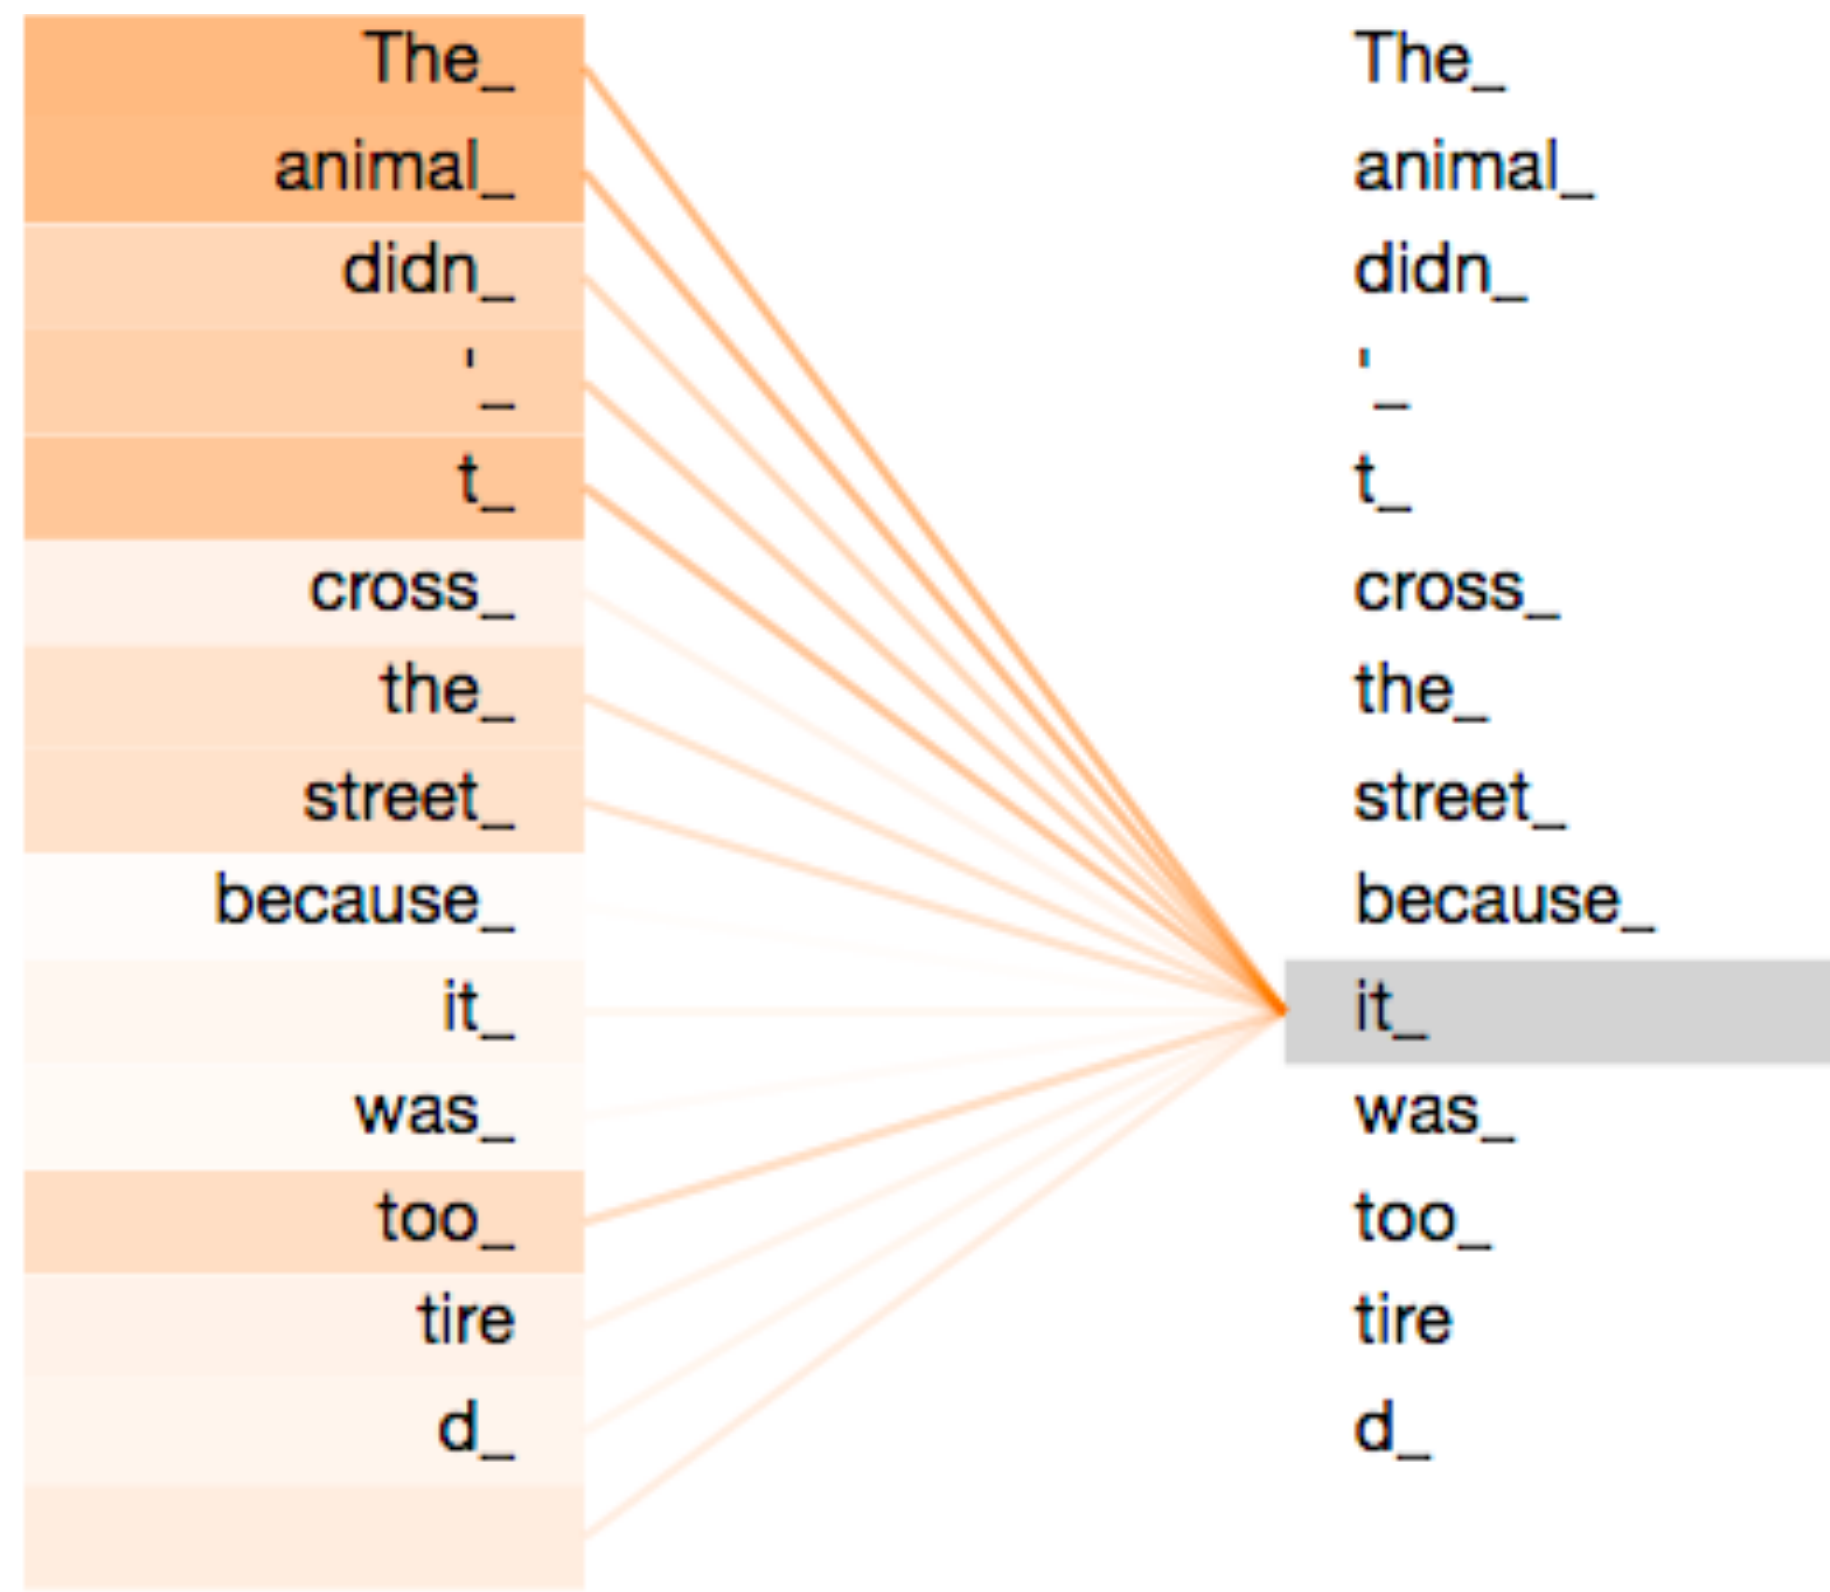 The_ The_
animal_ animal_
didn_ didn_
'_ '_
t_ t_
cross_ cross_
the_ the_
street_ street_
because_ because_
it_ it_
was_ was_
too_ too_
tire tire
d_ d_